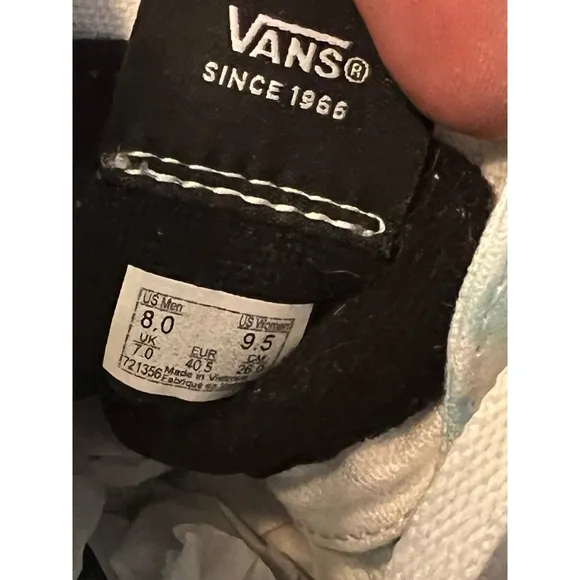 VANS®
SINCE 1966
US Men US Women
8.0 9.5
UK EUR CM
7.0 40.5 26.0
721356 Made in
Fabriqué